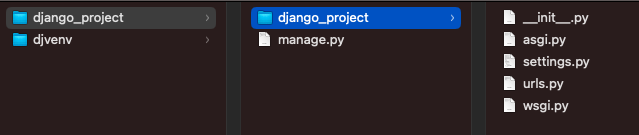 django_project
djvenv
django_project
manage.py
__init__.py
asgi.py
settings.py
urls.py
wsgi.py